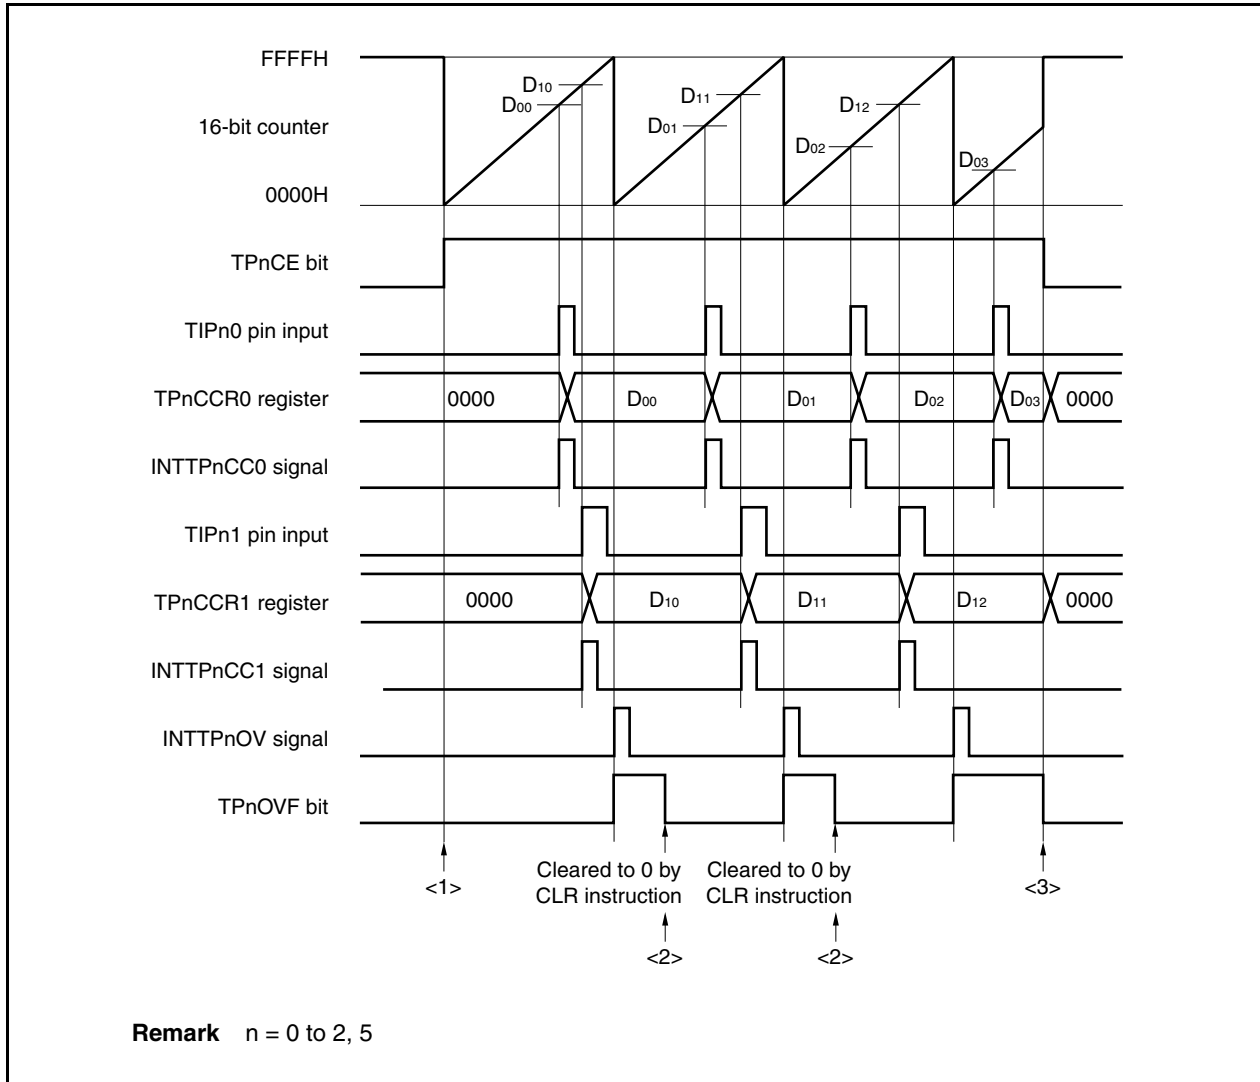 FFFFH
D10
D00
D11
D01
D12
D02
D03
16-bit counter
0000H
TPnCE bit
TIPn0 pin input
TPnCCR0 register
0000 D00 D01 D02 D03 0000
INTTPnCC0 signal
TIPn1 pin input
TPnCCR1 register
0000 D10 D11 D12 0000
INTTPnCC1 signal
INTTPnOV signal
TPnOVF bit
Cleared to 0 by
CLR instruction
Cleared to 0 by
CLR instruction
<1>
<3>
<2>
<2>
Remark n = 0 to 2, 5